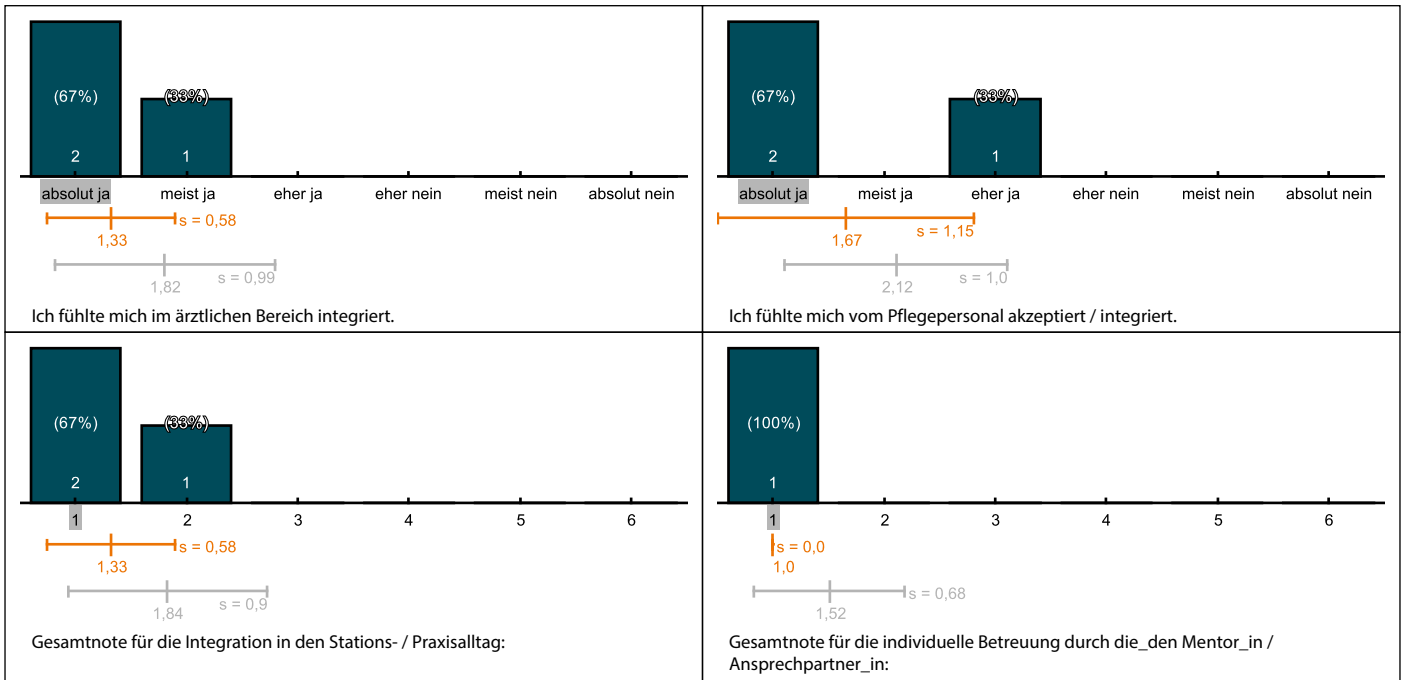 (67%)
(33%)
2
1
absolut ja
meist ja
eher ja
eher nein
meist nein
absolut nein
s = 0,58
1,33
s = 0,99
1,82
Ich fühlte mich im ärztlichen Bereich integriert.
(67%)
(33%)
2
1
absolut ja
meist ja
eher ja
eher nein
meist nein
absolut nein
s = 1,15
1,67
s = 1,0
2,12
Ich fühlte mich vom Pflegepersonal akzeptiert / integriert.
(67%)
(33%)
2
1
1
2
3
4
5
6
s = 0,58
1,33
s = 0,9
1,84
Gesamtnote für die Integration in den Stations- / Praxisalltag:
(100%)
1
1
2
3
4
5
6
s = 0,0
1,0
s = 0,68
1,52
Gesamtnote für die individuelle Betreuung durch die_den Mentor_in /
Ansprechpartner_in: